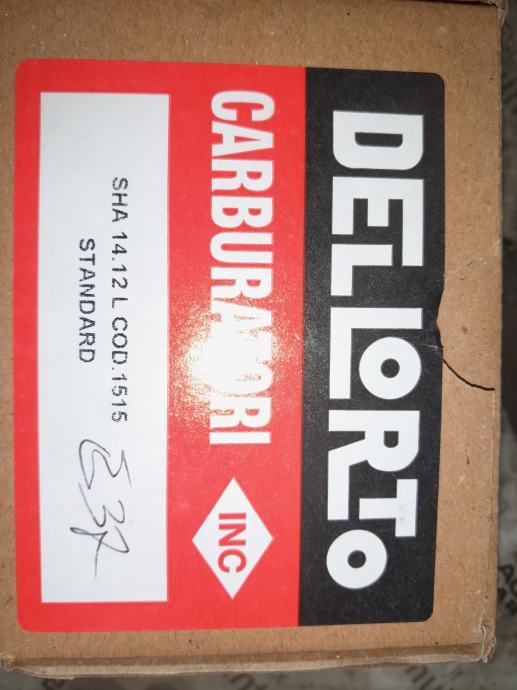 DELLORTO
CARBURATORI INC
SHA 14.12 L COD.1515
STANDARD